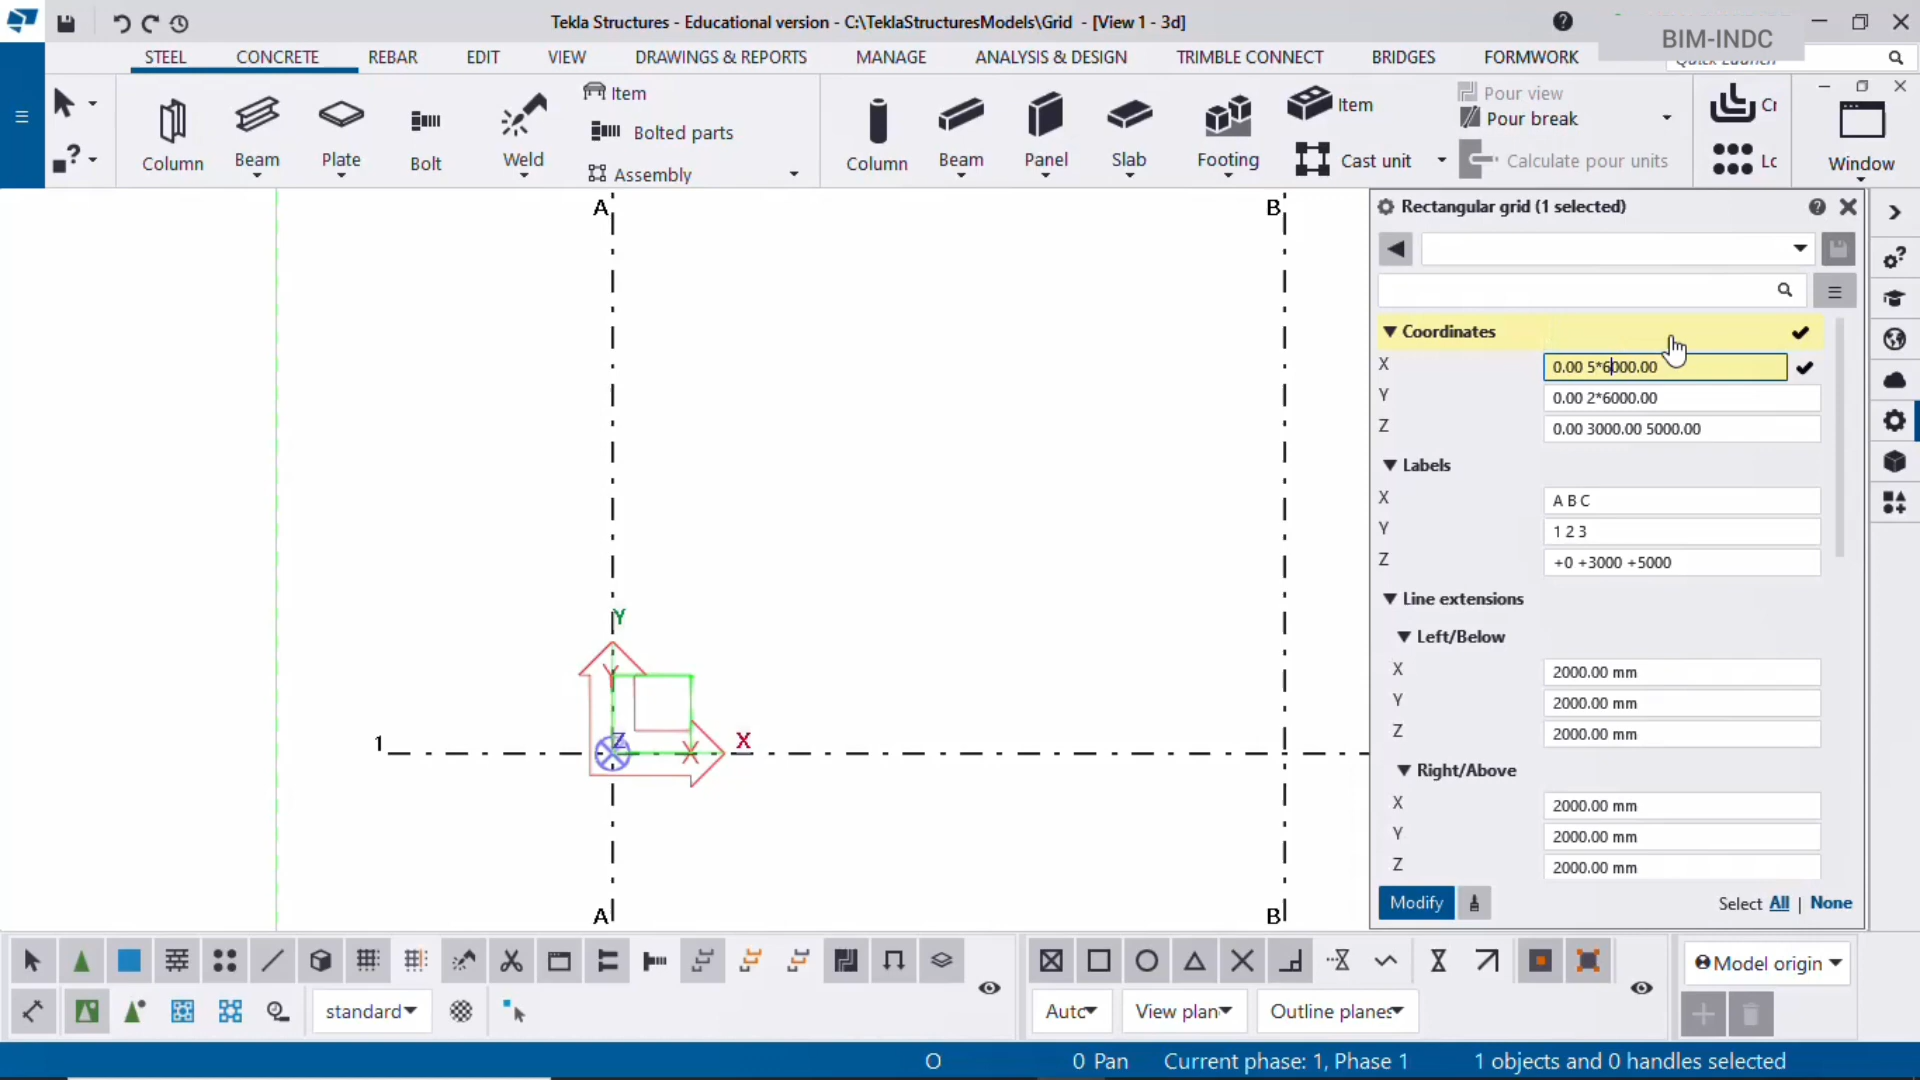 Tekla Structures - Educational version - C:\TeklaStructuresModels\Grid - [View 1 - 3d]
BIM-INDC
STEEL CONCRETE REBAR EDIT VIEW DRAWINGS & REPORTS MANAGE ANALYSIS & DESIGN TRIMBLE CONNECT BRIDGES FORMWORK
Quick Launch
Column Beam Plate Bolt Weld Item
Bolted parts
Assembly
Column Beam Panel Slab Footing Item
Cast unit
Pour view
Pour break
Calculate pour units
Window
A
B
Rectangular grid (1 selected)
Coordinates
X 0.00 5*6000.00
Y 0.00 2*6000.00
Z 0.00 3000.00 5000.00
Labels
X A B C
Y 1 2 3
Z +0 +3000 +5000
Line extensions
Left/Below
X 2000.00 mm
Y 2000.00 mm
Z 2000.00 mm
Right/Above
X 2000.00 mm
Y 2000.00 mm
Z 2000.00 mm
Modify Select All | None
Y
Y
Z
X
X
1
A
B
Model origin
standard
Auto View plan Outline planes
O 0 Pan Current phase: 1, Phase 1 1 objects and 0 handles selected